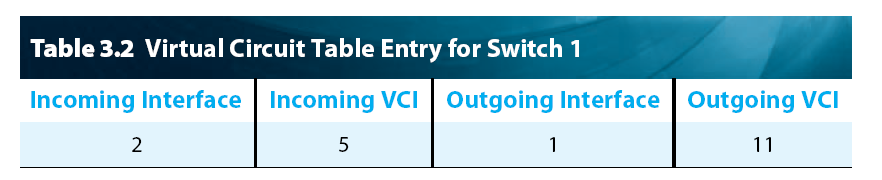 Table 3.2 Virtual Circuit Table Entry for Switch 1
Incoming Interface Incoming VCI Outgoing Interface Outgoing VCI
2 5 1 11